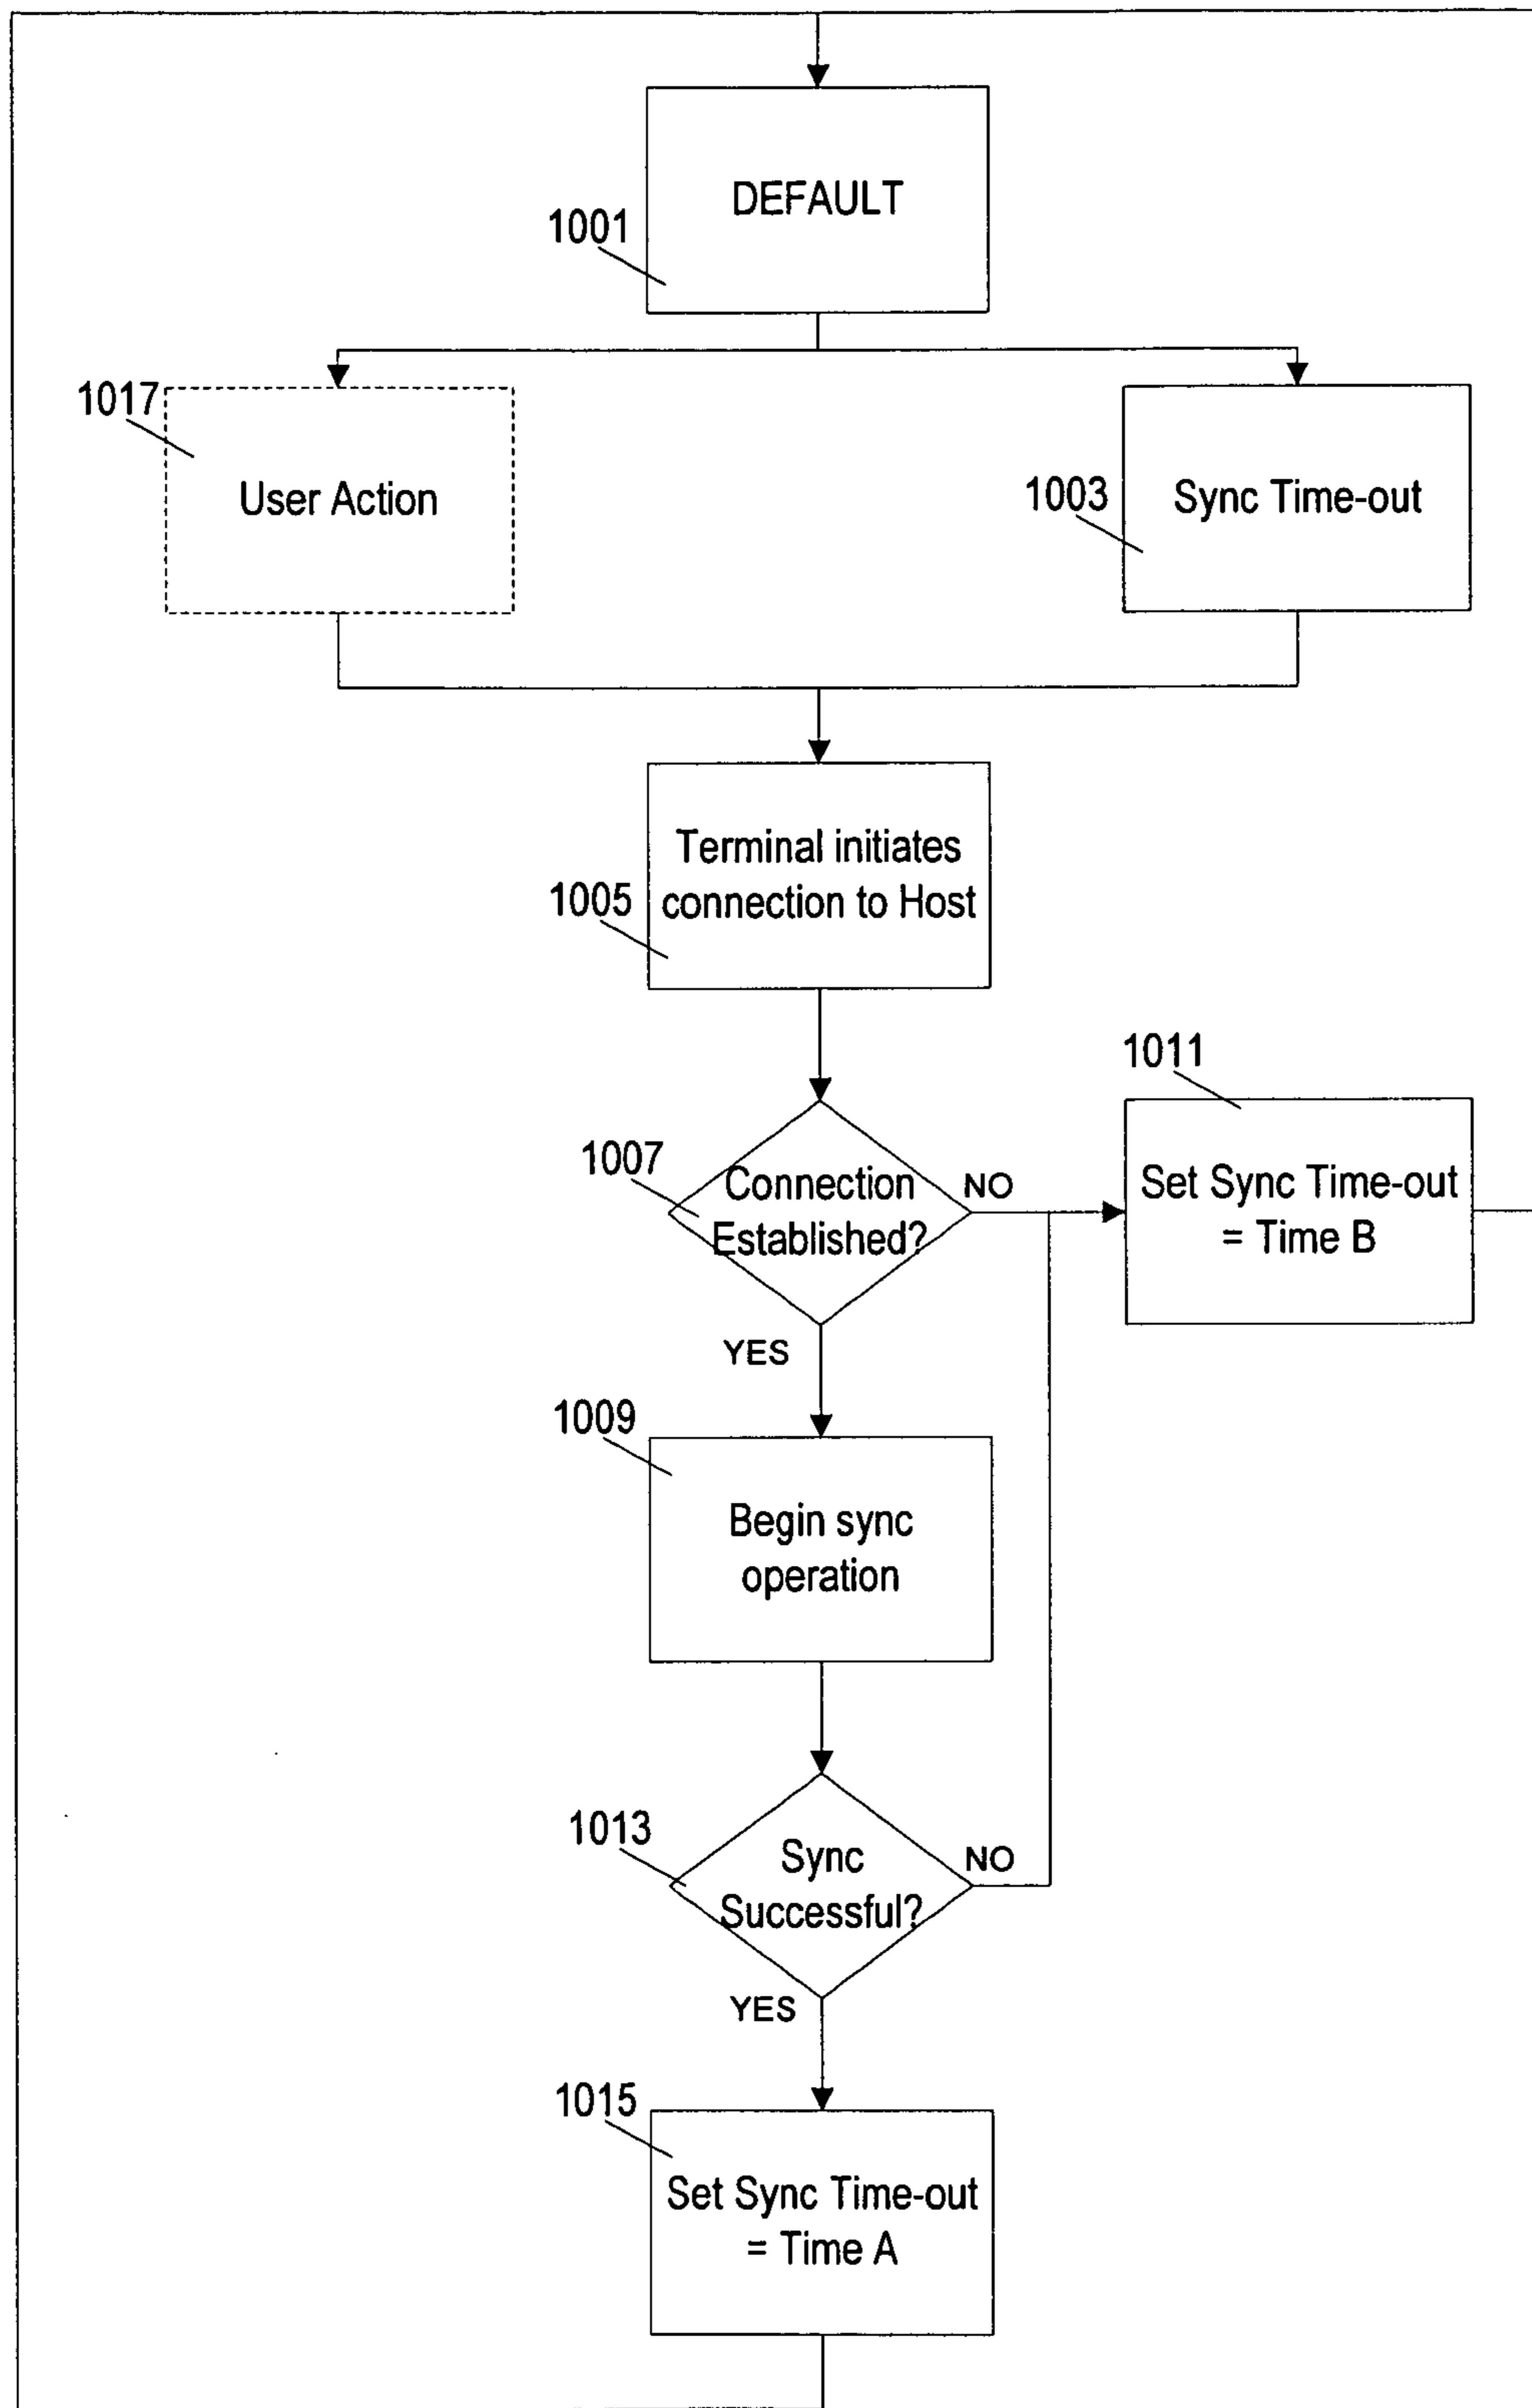 DEFAULT
1001
1017
User Action
1003
Sync Time-out
Terminal initiates
connection to Host
1005
1011
1007
Connection
Established?
NO
Set Sync Time-out
= Time B
YES
1009
Begin sync
operation
1013
Sync
Successful?
NO
YES
1015
Set Sync Time-out
= Time A